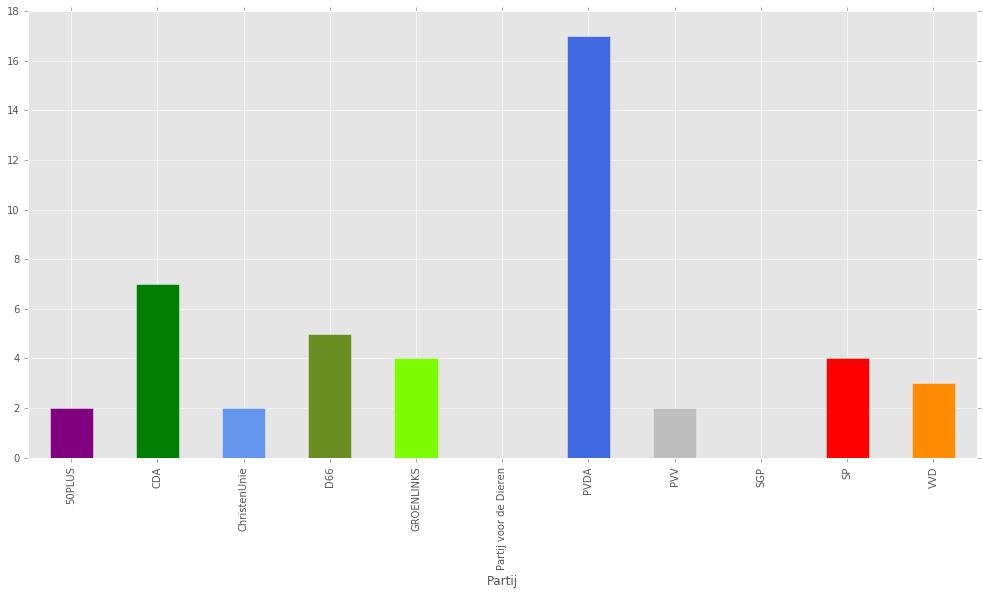 18
16
14
12
10
8
6
4
2
0
50PLUS
CDA
ChristenUnie
D66
GROENLINKS
Partij voor de Dieren
PVDA
PVV
SGP
SP
VVD
Partij